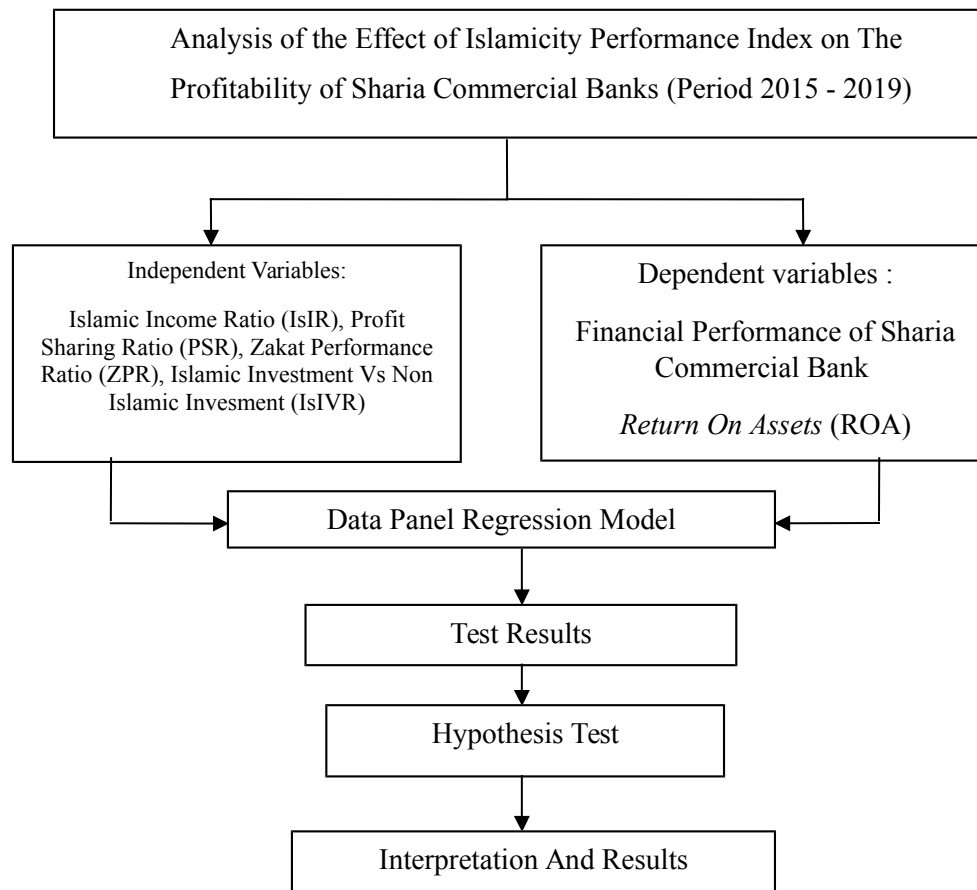 Analysis of the Effect of Islamicity Performance Index on The
Profitability of Sharia Commercial Banks (Period 2015 - 2019)
Independent Variables:
Islamic Income Ratio (IsIR), Profit
Sharing Ratio (PSR), Zakat Performance
Ratio (ZPR), Islamic Investment Vs Non
Islamic Invesment (IsIVR)
Dependent variables :
Financial Performance of Sharia
Commercial Bank
Return On Assets (ROA)
Data Panel Regression Model
Test Results
Hypothesis Test
Interpretation And Results